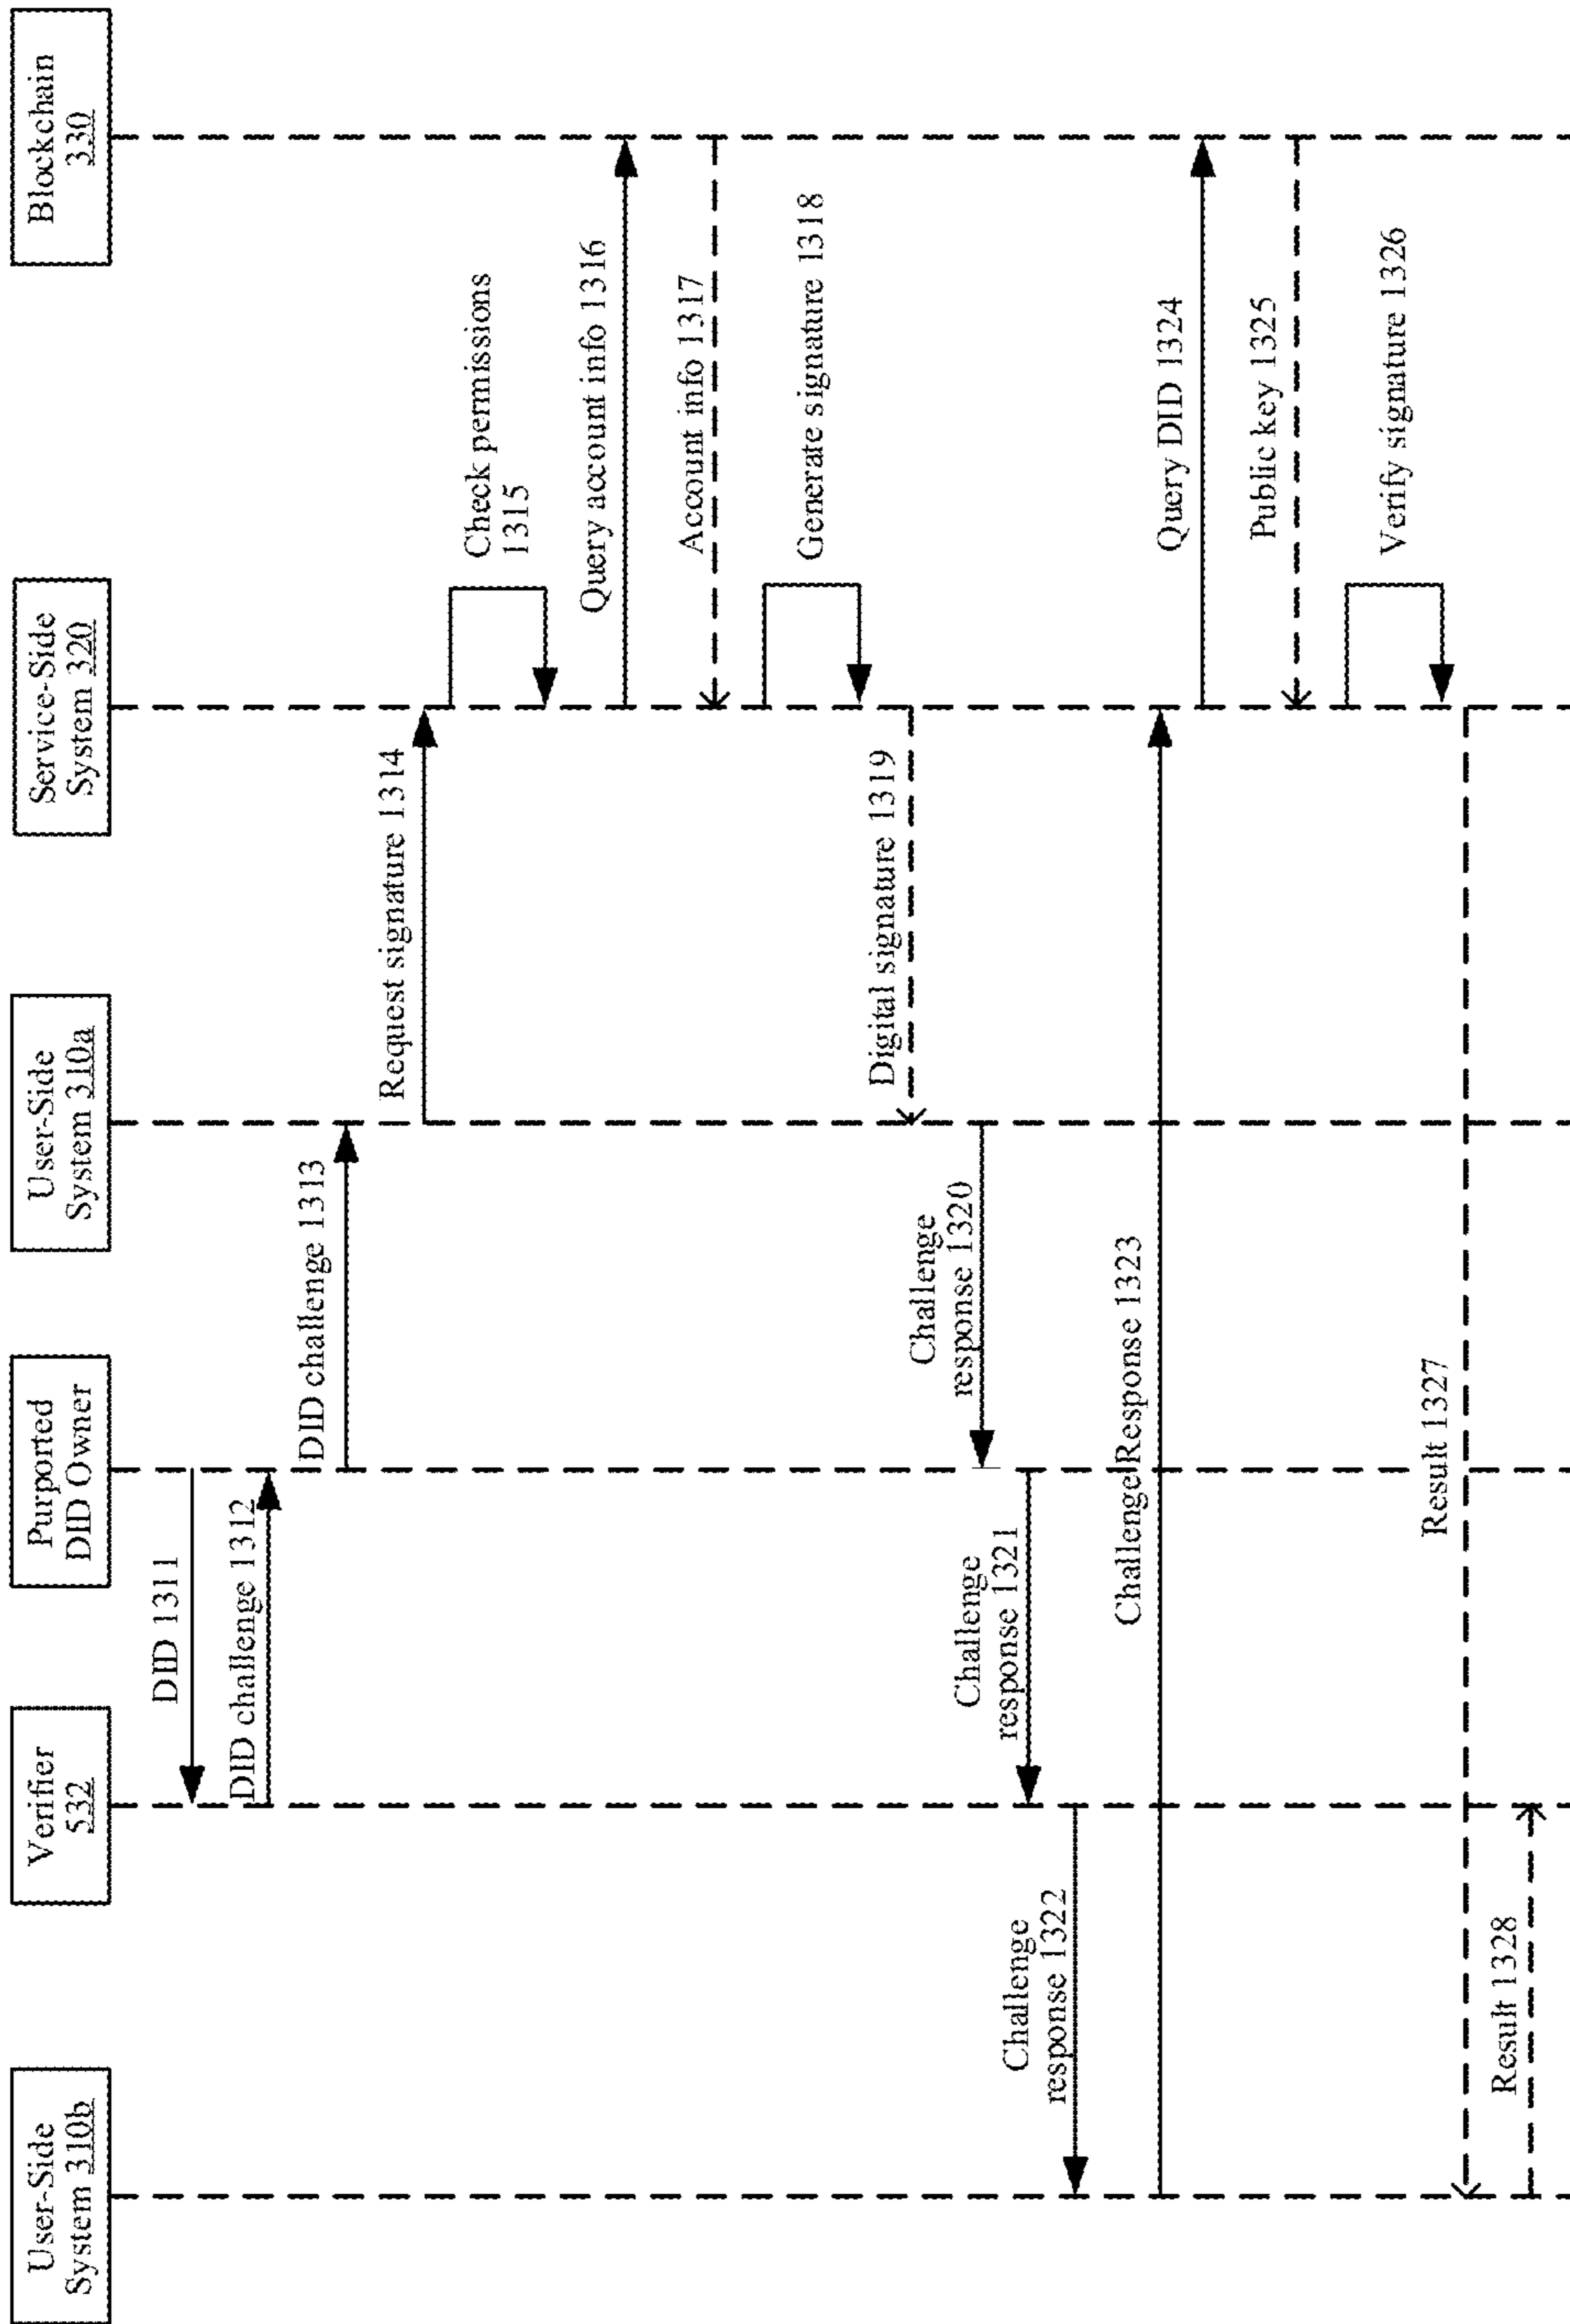 User-Side
System 310b
Verifier
532
Purported
DID Owner
User-Side
System 310a
Service-Side
System 320
Blockchain
330
DID 1311
DID challenge 1312
DID challenge 1313
Request signature 1314
Check permissions
1315
Query account info 1316
Account info 1317
Generate signature 1318
Digital signature 1319
Challenge
response 1320
Challenge
response 1321
Challenge
response 1322
Challenge Response 1323
Query DID 1324
Public key 1325
Verify signature 1326
Result 1327
Result 1328